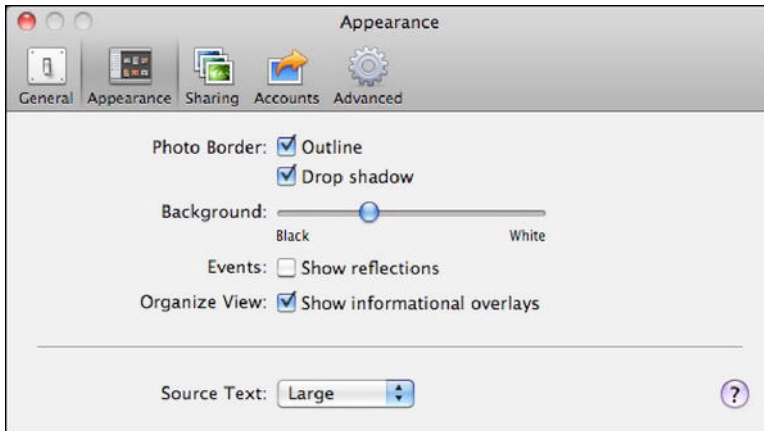 Appearance
General Appearance Sharing Accounts Advanced
Photo Border: Outline
Drop shadow
Background:
Black White
Events: Show reflections
Organize View: Show informational overlays
Source Text: Large ?